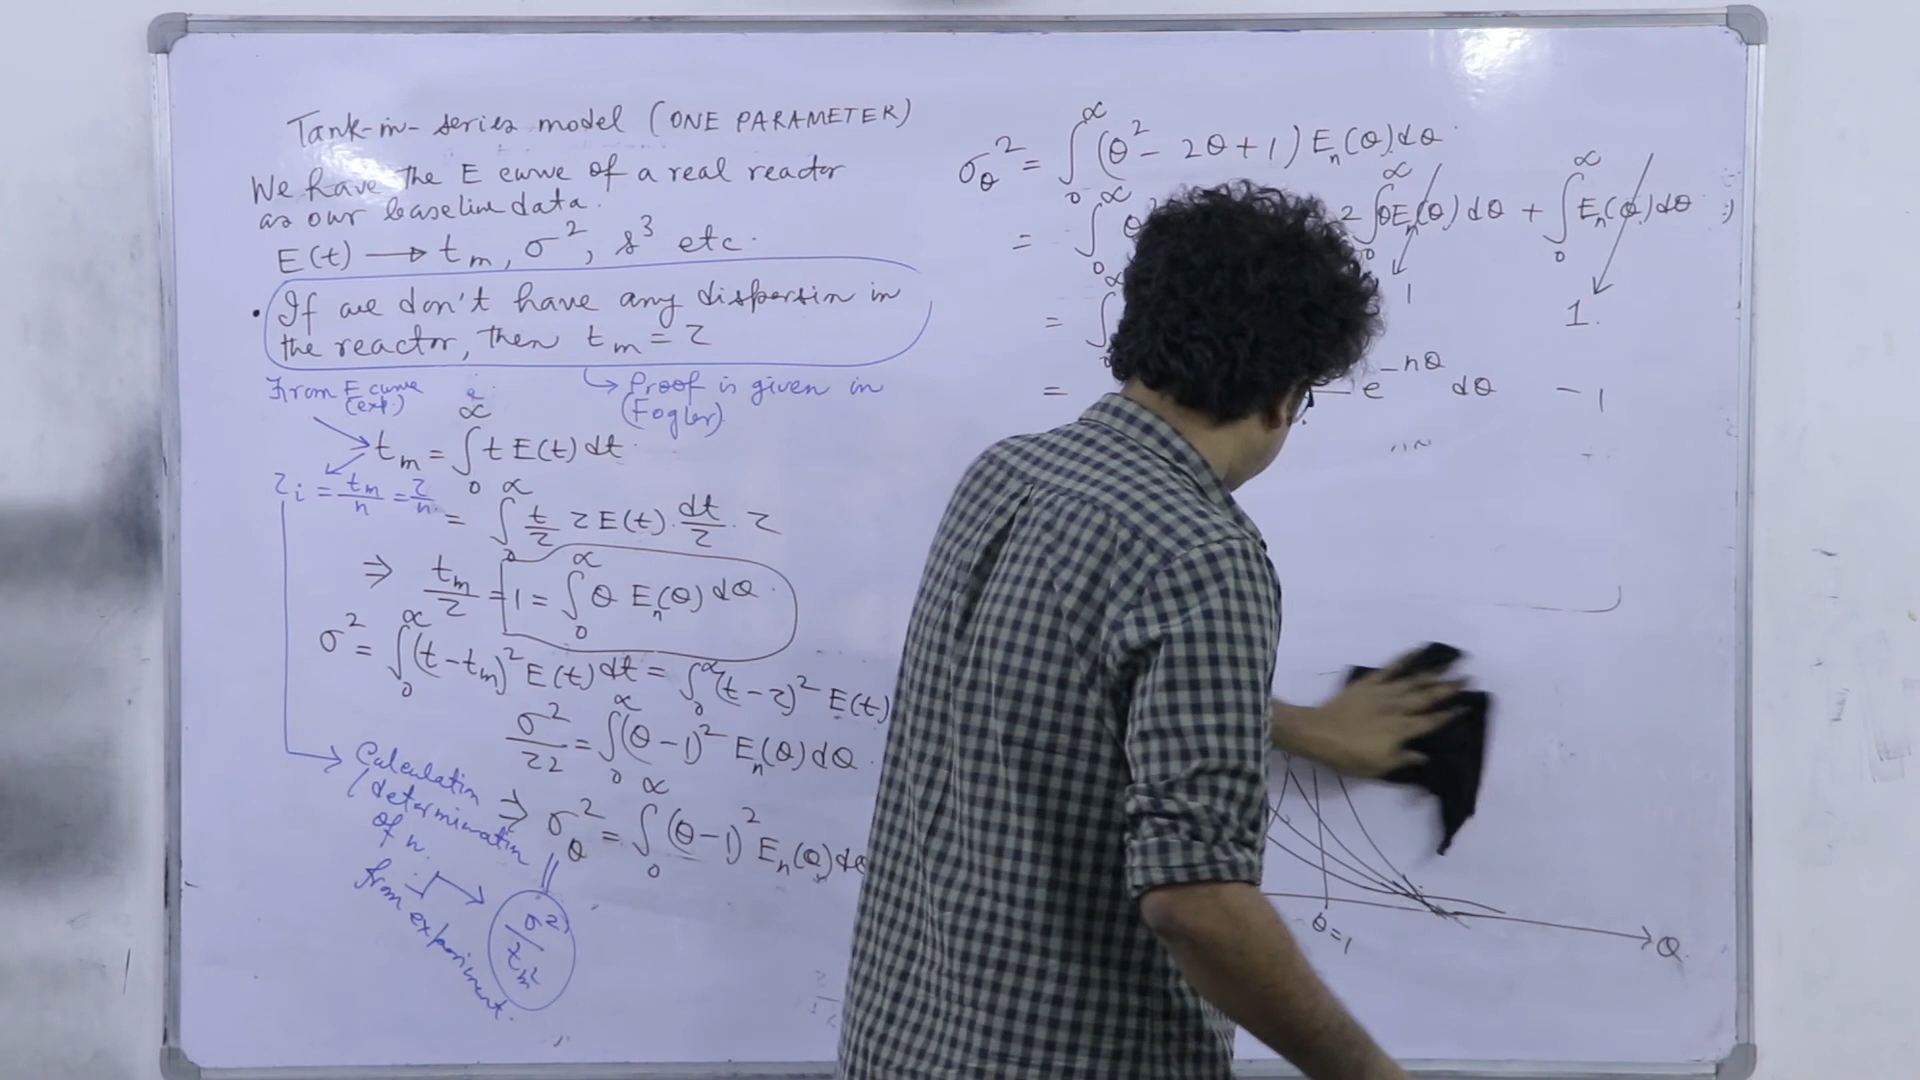 Tank-in-series model (ONE PARAMETER)
We have the E curve of a real reactor
as our baseline data.
E(t) → t_m, σ², s³ etc.
• If we don't have any dispersin in
the reactor, then t_m = τ
↳ Proof is given in
(Fogler)
From E curve
(exp.)
t_m = ∫₀^∞ t E(t) dt
τ_i = t_m/n = τ/n
= ∫₀^∞ t/τ τ E(t) · dt/τ · τ
⇒ t_m/τ = 1 = ∫₀^∞ θ E_n(θ) dθ
σ² = ∫₀^∞ (t - t_m)² E(t) dt = ∫₀^∞ (t - τ)² E(t)
σ²/τ² = ∫₀^∞ (θ - 1)² E_n(θ) dθ
⇒ σ_θ² = ∫₀^∞ (θ - 1)² E_n(θ) dθ
Calculation
/determination
of n.
from experiment.
σ²/t_m²
σ_θ² = ∫₀^∞ (θ² - 2θ + 1) E_n(θ) dθ
= ∫₀^∞ θ² 2 ∫₀^∞ θE_n(θ) dθ + ∫₀^∞ E_n(θ) dθ
1
1.
= ∫₀^∞
= e^{-nθ} dθ - 1
θ=1
θ